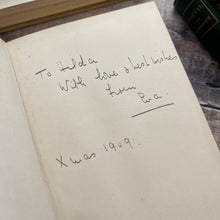 To Hilda
With love & best wishes
from
Eva.
Xmas 1909.